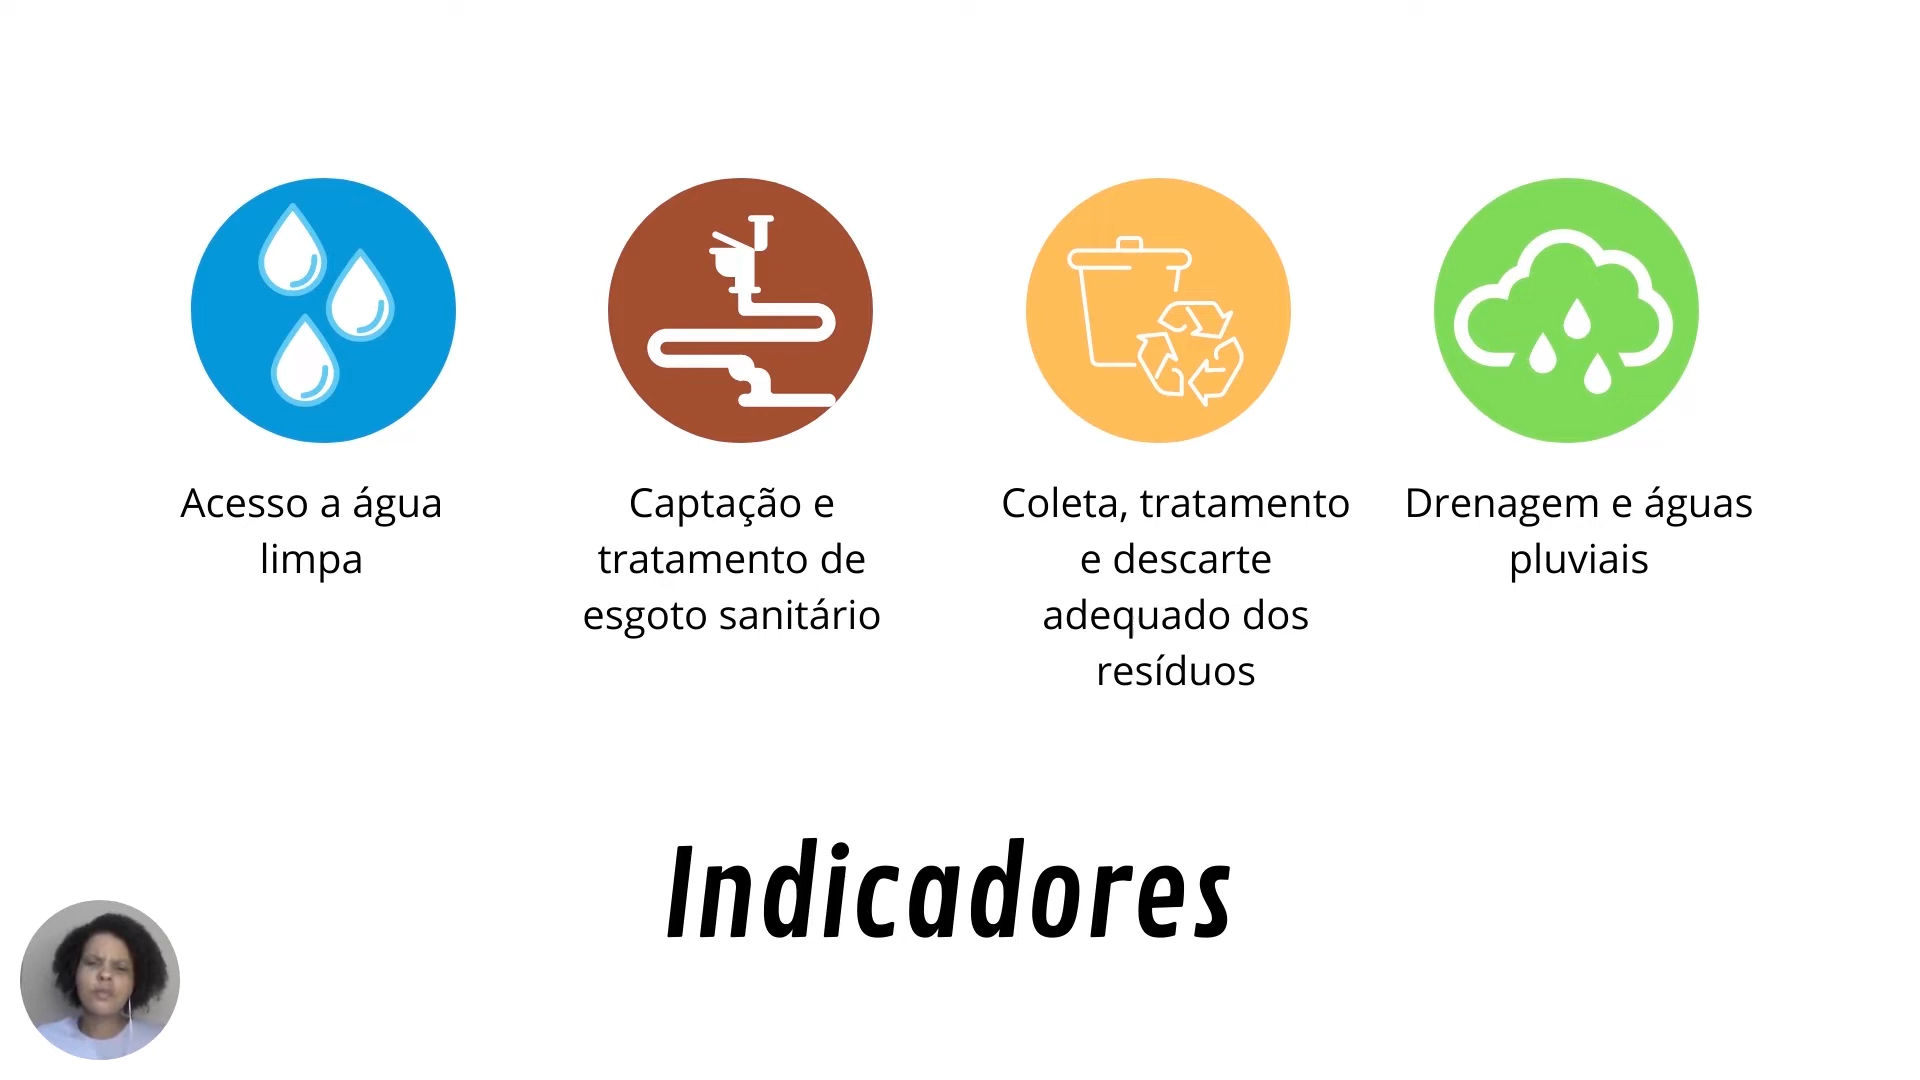 Acesso a água
limpa
Captação e
tratamento de
esgoto sanitário
Coleta, tratamento
e descarte
adequado dos
resíduos
Drenagem e águas
pluviais
Indicadores